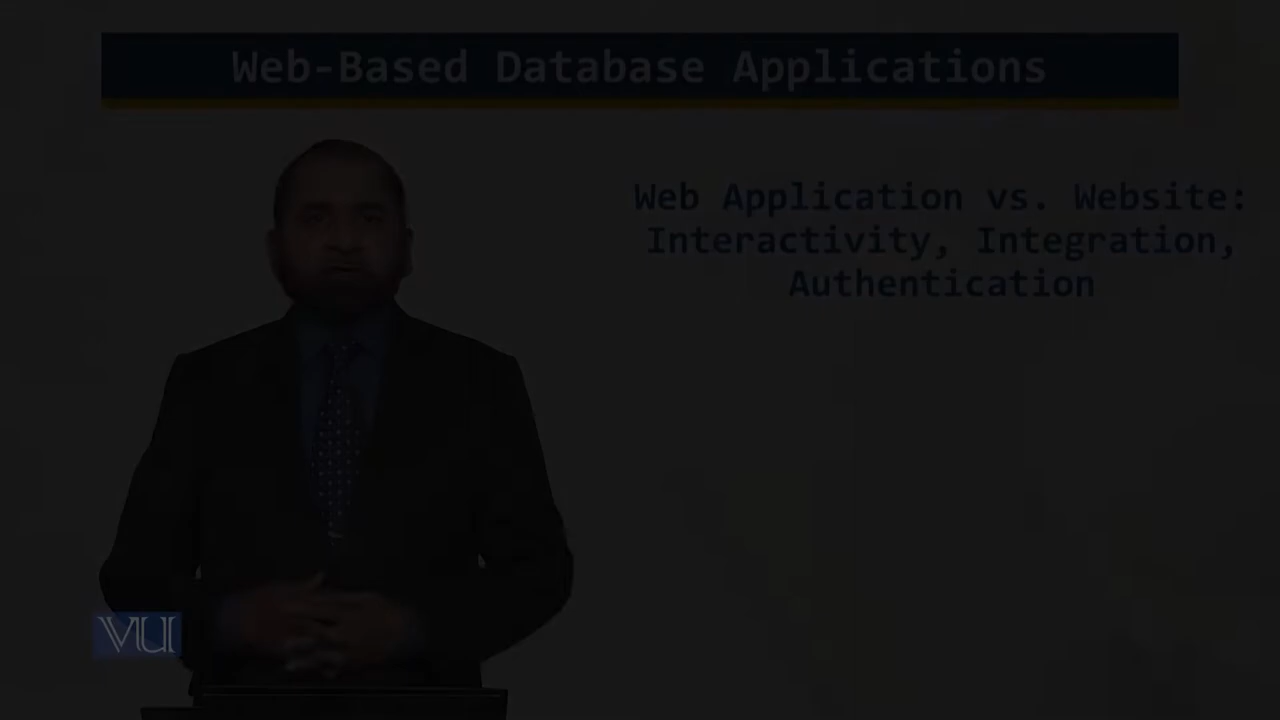 Web-Based Database Applications
Web Application vs. Website:
Interactivity, Integration,
Authentication
VU